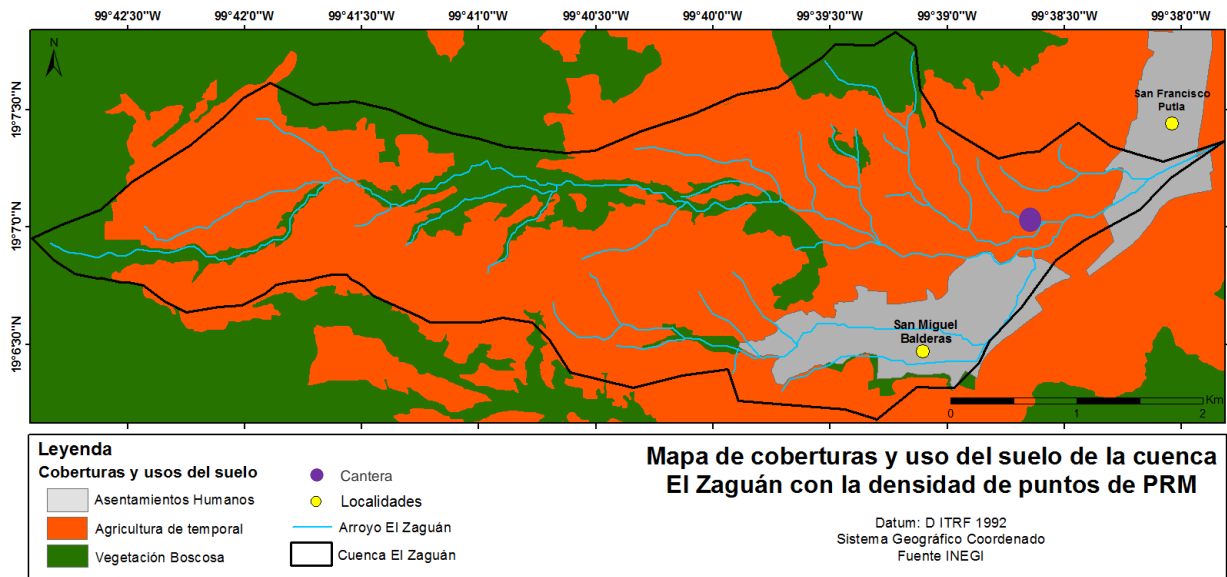 99°42'30"W 99°42'0"W 99°41'30"W 99°41'0"W 99°40'30"W 99°40'0"W 99°39'30"W 99°39'0"W 99°38'30"W 99°38'0"W
N
19°7'30"N
19°7'0"N
19°6'30"N
San Francisco
Putla
San Miguel
Balderas
Km
0 1 2
Leyenda
Coberturas y usos del suelo
Asentamientos Humanos
Agricultura de temporal
Vegetación Boscosa
Cantera
Localidades
Arroyo El Zaguán
Cuenca El Zaguán
Mapa de coberturas y uso del suelo de la cuenca
El Zaguán con la densidad de puntos de PRM
Datum: D ITRF 1992
Sistema Geográfico Coordenado
Fuente INEGI